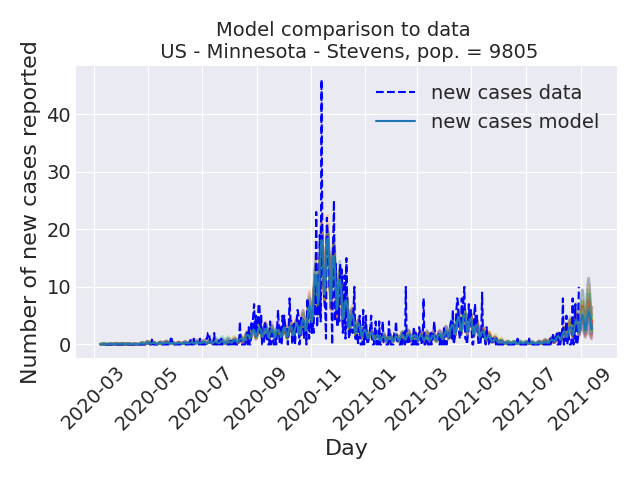 Model comparison to data
US - Minnesota - Stevens, pop. = 9805
Number of new cases reported
40
30
20
10
0
new cases data
new cases model
2020-03
2020-05
2020-07
2020-09
2020-11
2021-01
2021-03
2021-05
2021-07
2021-09
Day